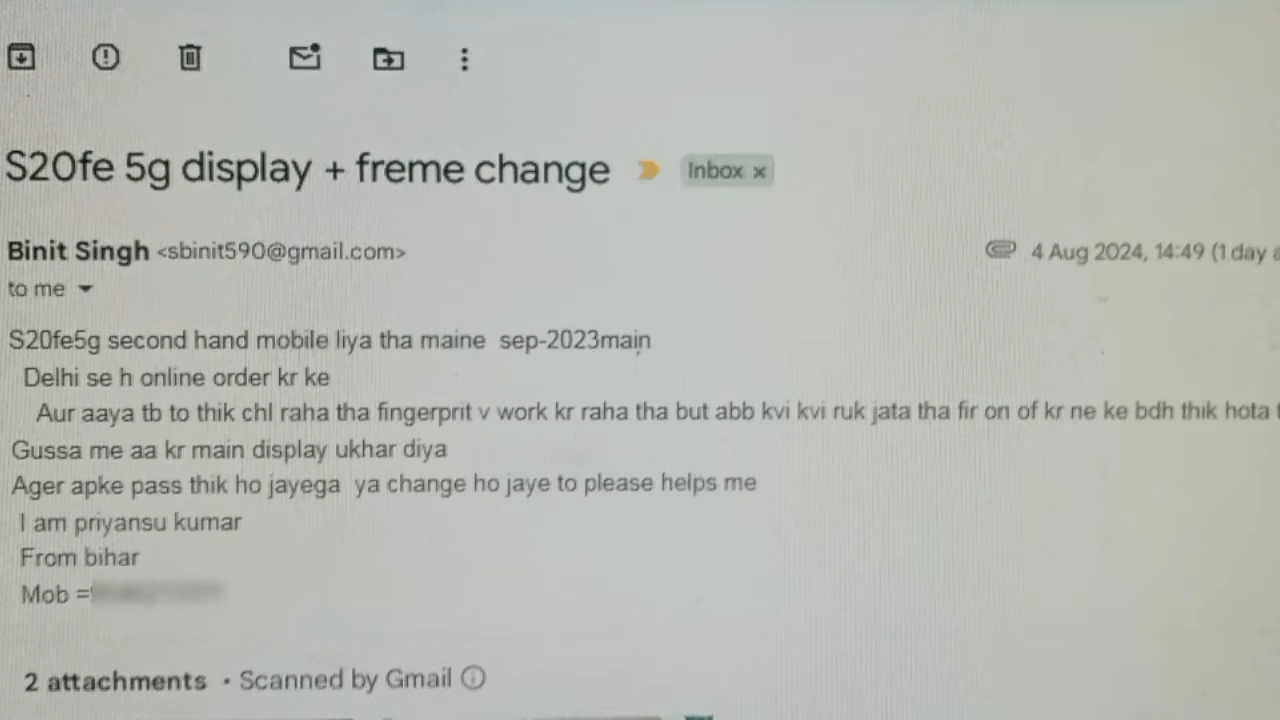 S20fe 5g display + freme change Inbox x
Binit Singh <sbinit590@gmail.com> 4 Aug 2024, 14:49 (1 day
to me
S20fe5g second hand mobile liya tha maine sep-2023main
Delhi se h online order kr ke
Aur aaya tb to thik chl raha tha fingerprit v work kr raha tha but abb kvi kvi ruk jata tha fir on of kr ne ke bdh thik hota
Gussa me aa kr main display ukhar diya
Ager apke pass thik ho jayega ya change ho jaye to please helps me
I am priyansu kumar
From bihar
Mob =
2 attachments • Scanned by Gmail